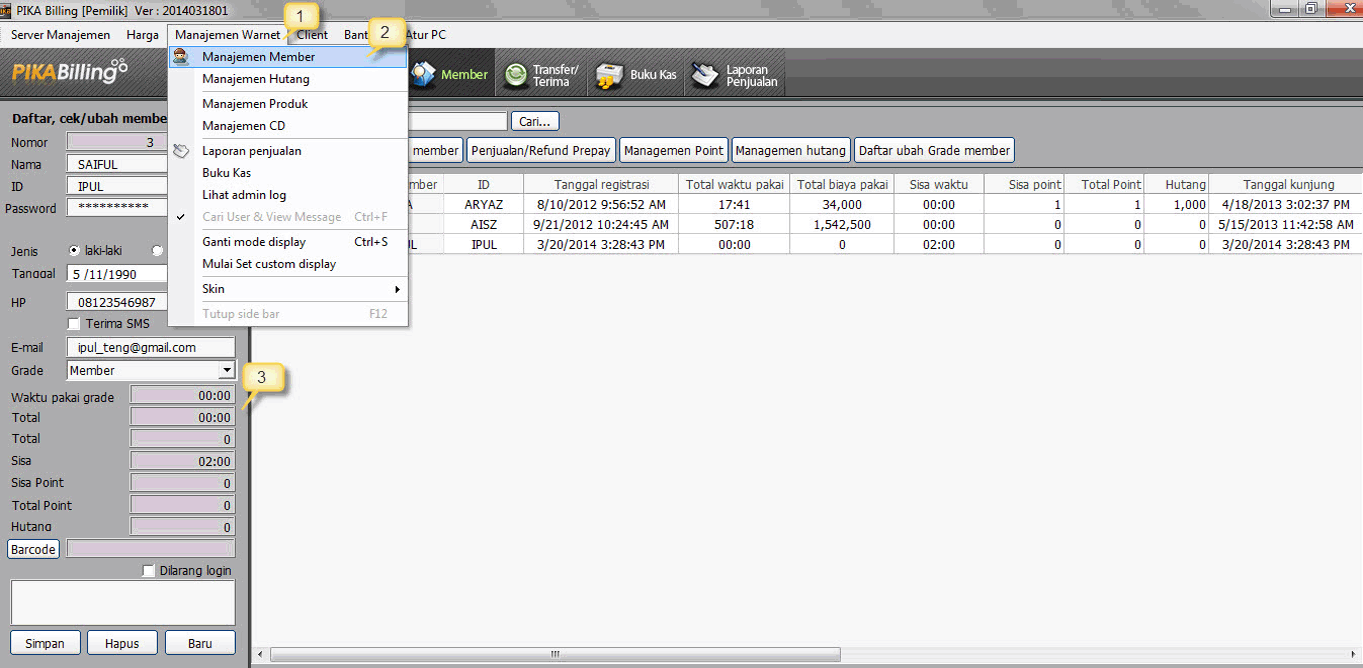 PIKA Billing [Pemilik] Ver : 2014031801
1
Server Manajemen Harga Manajemen Warnet Client Bant 2 Atur PC
PIKABilling
Manajemen Member
Manajemen Hutang
Manajemen Produk
Manajemen CD
Laporan penjualan
Buku Kas
Lihat admin log
Cari User & View Message Ctrl+F
Ganti mode display Ctrl+S
Mulai Set custom display
Skin
Tutup side bar F12
Member
Transfer/
Terima
Buku Kas
Laporan
Penjualan
Cari...
member Penjualan/Refund Prepay Managemen Point Managemen hutang Daftar ubah Grade member
mber ID Tanggal registrasi Total waktu pakai Total biaya pakai Sisa waktu Sisa point Total Point Hutang Tanggal kunjung
A ARYAZ 8/10/2012 9:56:52 AM 17:41 34,000 00:00 1 1 1,000 4/18/2013 3:02:37 PM
AISZ 9/21/2012 10:24:45 AM 507:18 1,542,500 00:00 0 0 0 5/15/2013 11:42:58 AM
L IPUL 3/20/2014 3:28:43 PM 00:00 0 02:00 0 0 0 3/20/2014 3:28:43 PM
Daftar, cek/ubah membe
Nomor 3
Nama SAIFUL
ID IPUL
Password **********
Jenis laki-laki
Tanggal 5 /11/1990
HP 08123546987
Terima SMS
E-mail ipul_teng@gmail.com
Grade Member
3
Waktu pakai grade 00:00
Total 00:00
Total 0
Sisa 02:00
Sisa Point 0
Total Point 0
Hutang 0
Barcode
Dilarang login
Simpan Hapus Baru